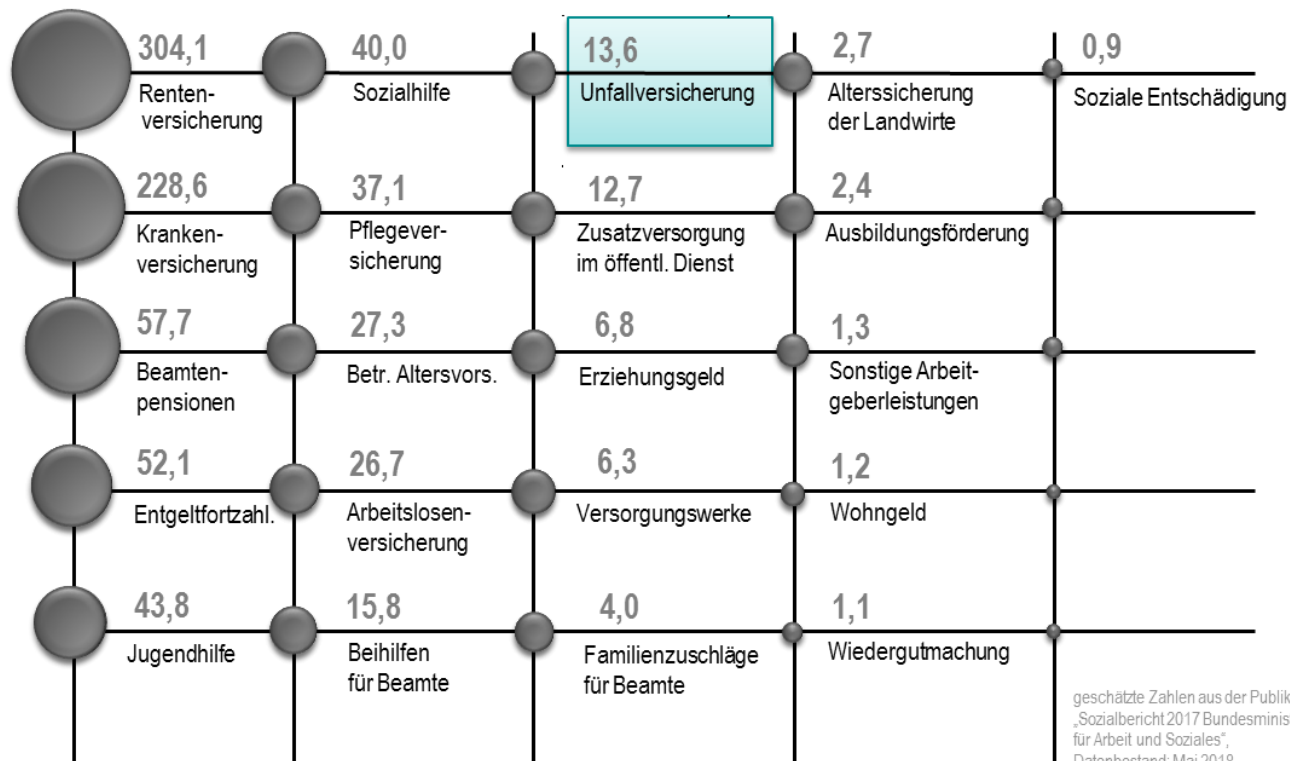 304,1
Renten-
versicherung
40,0
Sozialhilfe
13,6
Unfallversicherung
2,7
Alterssicherung
der Landwirte
0,9
Soziale Entschädigung
228,6
Kranken-
versicherung
37,1
Pflegever-
sicherung
12,7
Zusatzversorgung
im öffentl. Dienst
2,4
Ausbildungsförderung
57,7
Beamten-
pensionen
27,3
Betr. Altersvors.
6,8
Erziehungsgeld
1,3
Sonstige Arbeit-
geberleistungen
52,1
Entgeltfortzahl.
26,7
Arbeitslosen-
versicherung
6,3
Versorgungswerke
1,2
Wohngeld
43,8
Jugendhilfe
15,8
Beihilfen
für Beamte
4,0
Familienzuschläge
für Beamte
1,1
Wiedergutmachung
geschätzte Zahlen aus der Publik
„Sozialbericht 2017 Bundesminis
für Arbeit und Soziales“,
Datenbestand: Mai 2018